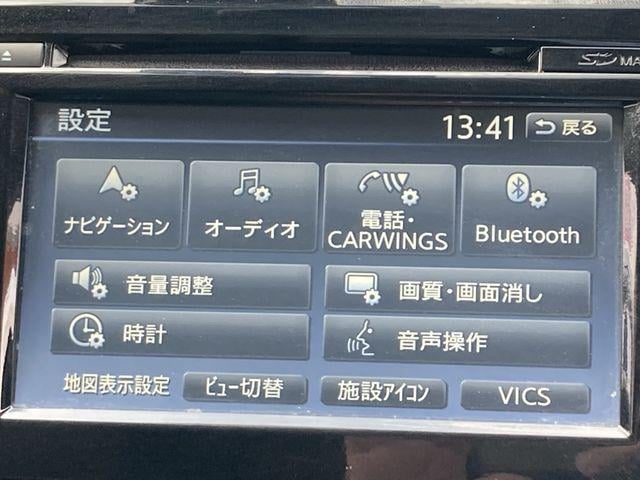 SD MA
設定
13:41
戻る
ナビゲーション
オーディオ
電話・
CARWINGS
Bluetooth
音量調整
画質・画面消し
時計
音声操作
地図表示設定
ビュー切替
施設アイコン
VICS